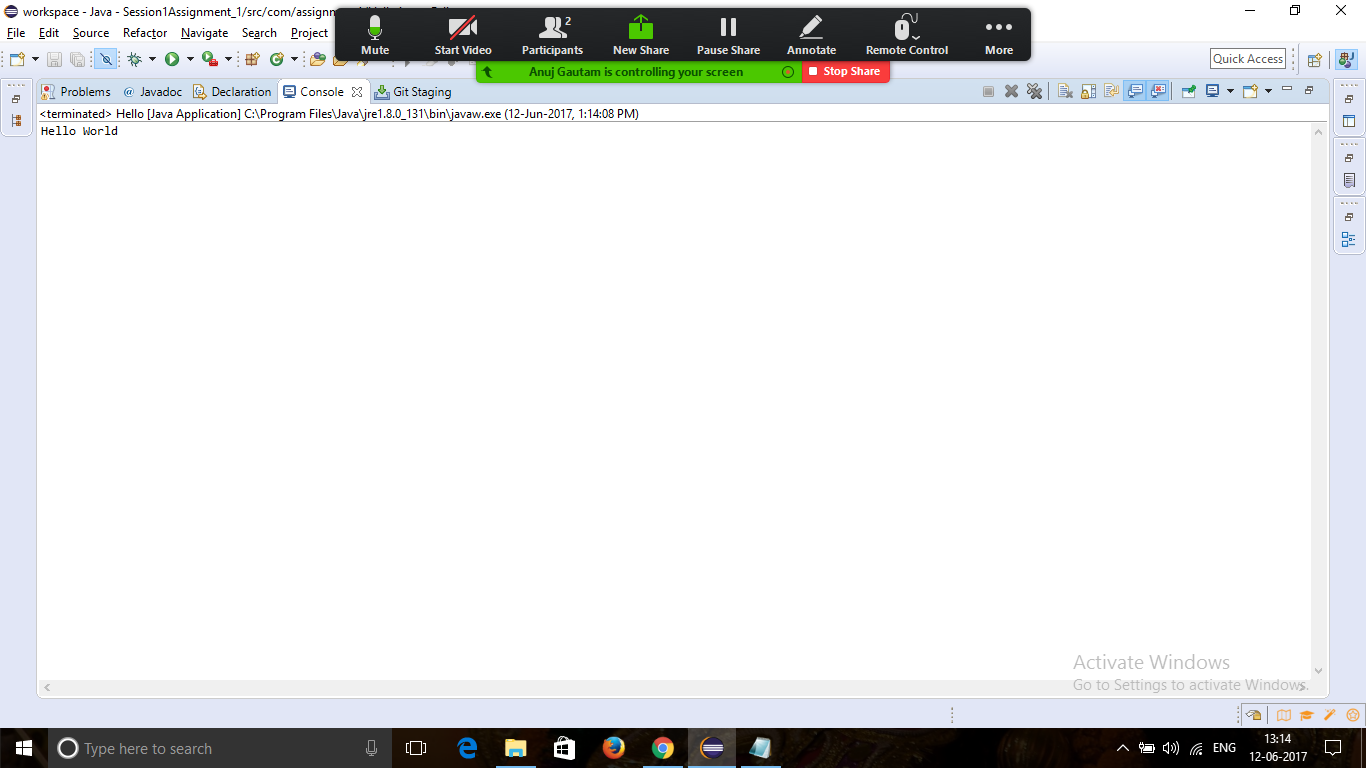 workspace - Java - Session1Assignment_1/src/com/assignm
File Edit Source Refactor Navigate Search Project
Mute Start Video Participants 2 New Share Pause Share Annotate Remote Control More
Anuj Gautam is controlling your screen Stop Share
Quick Access
Problems @ Javadoc Declaration Console Git Staging
<terminated> Hello [Java Application] C:\Program Files\Java\jre1.8.0_131\bin\javaw.exe (12-Jun-2017, 1:14:08 PM)
Hello World
Activate Windows
Go to Settings to activate Windows.
Type here to search
ENG
13:14
12-06-2017